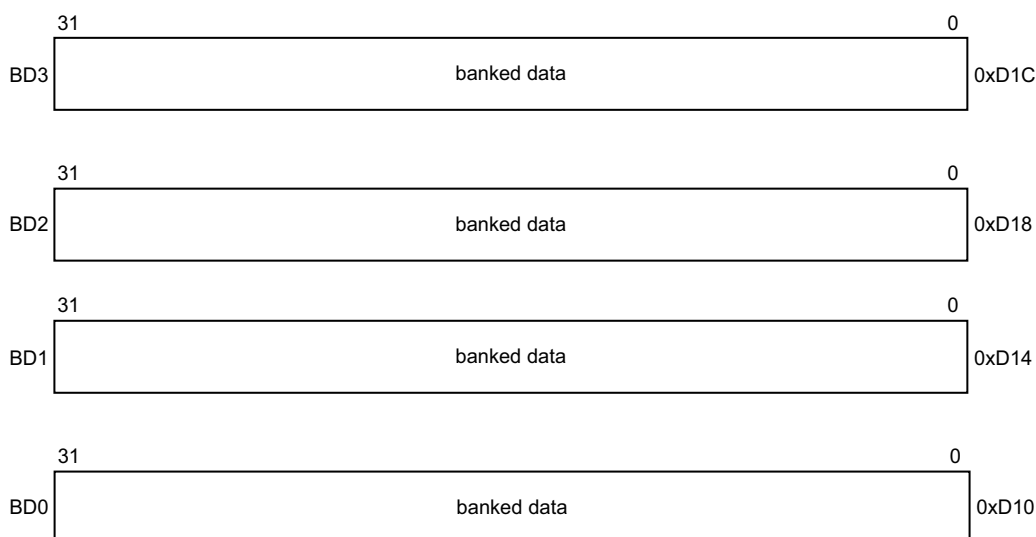 31 0
BD3 banked data 0xD1C
31 0
BD2 banked data 0xD18
31 0
BD1 banked data 0xD14
31 0
BD0 banked data 0xD10